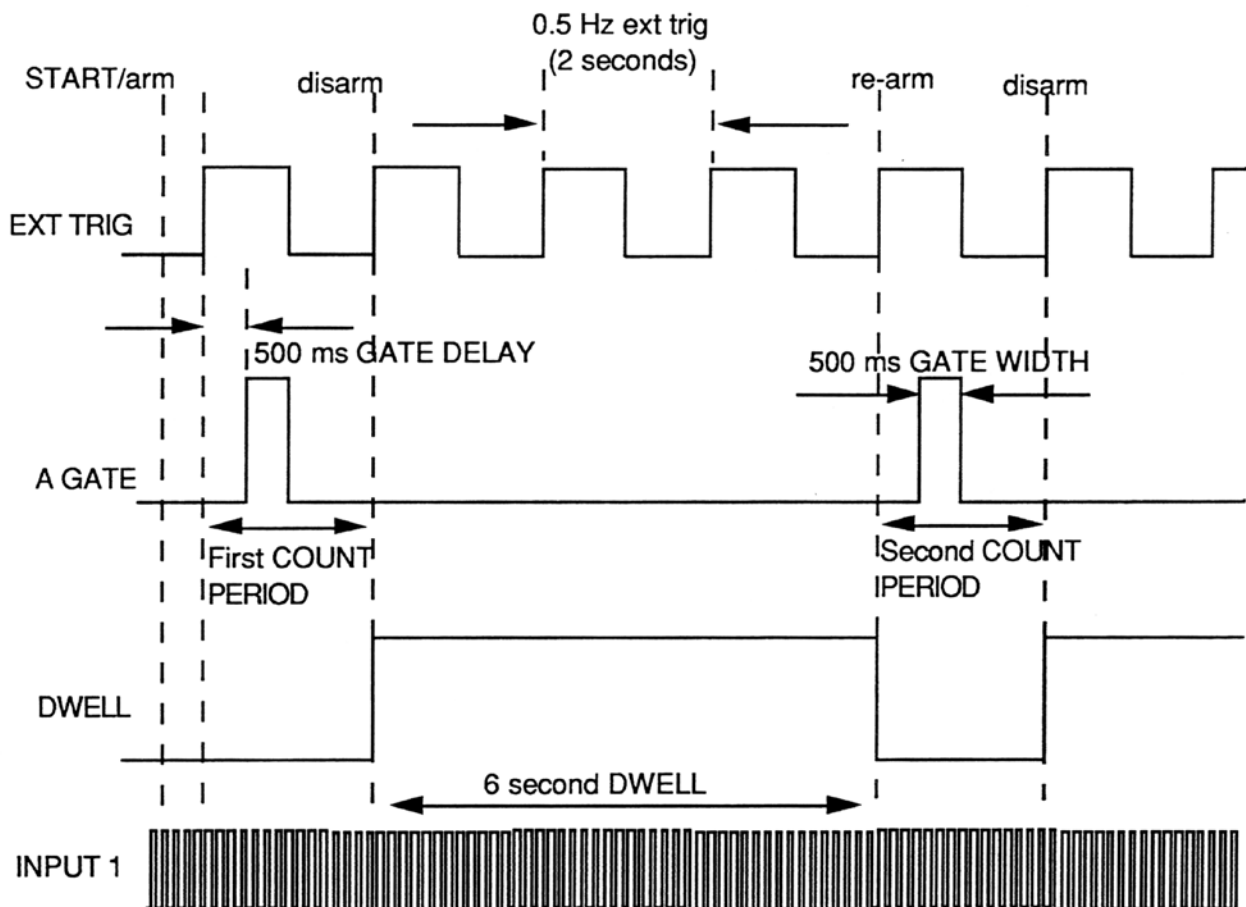 0.5 Hz ext trig
(2 seconds)
START/arm
disarm
re-arm
disarm
EXT TRIG
500 ms GATE DELAY
500 ms GATE WIDTH
A GATE
First COUNT
PERIOD
Second COUNT
PERIOD
DWELL
6 second DWELL
INPUT 1